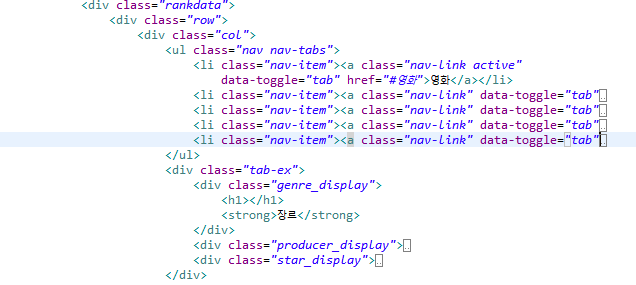 <div class="rankdata">
<div class="row">
<div class="col">
<ul class="nav nav-tabs">
<li class="nav-item"><a class="nav-link active"
data-toggle="tab" href="#영화">영화</a></li>
<li class="nav-item"><a class="nav-link" data-toggle="tab"..
<li class="nav-item"><a class="nav-link" data-toggle="tab"..
<li class="nav-item"><a class="nav-link" data-toggle="tab"..
<li class="nav-item"><a class="nav-link" data-toggle="tab"..
</ul>
<div class="tab-ex">
<div class="genre_display">
<h1></h1>
<strong>장르</strong>
</div>
<div class="producer_display">..
<div class="star_display">..
</div>